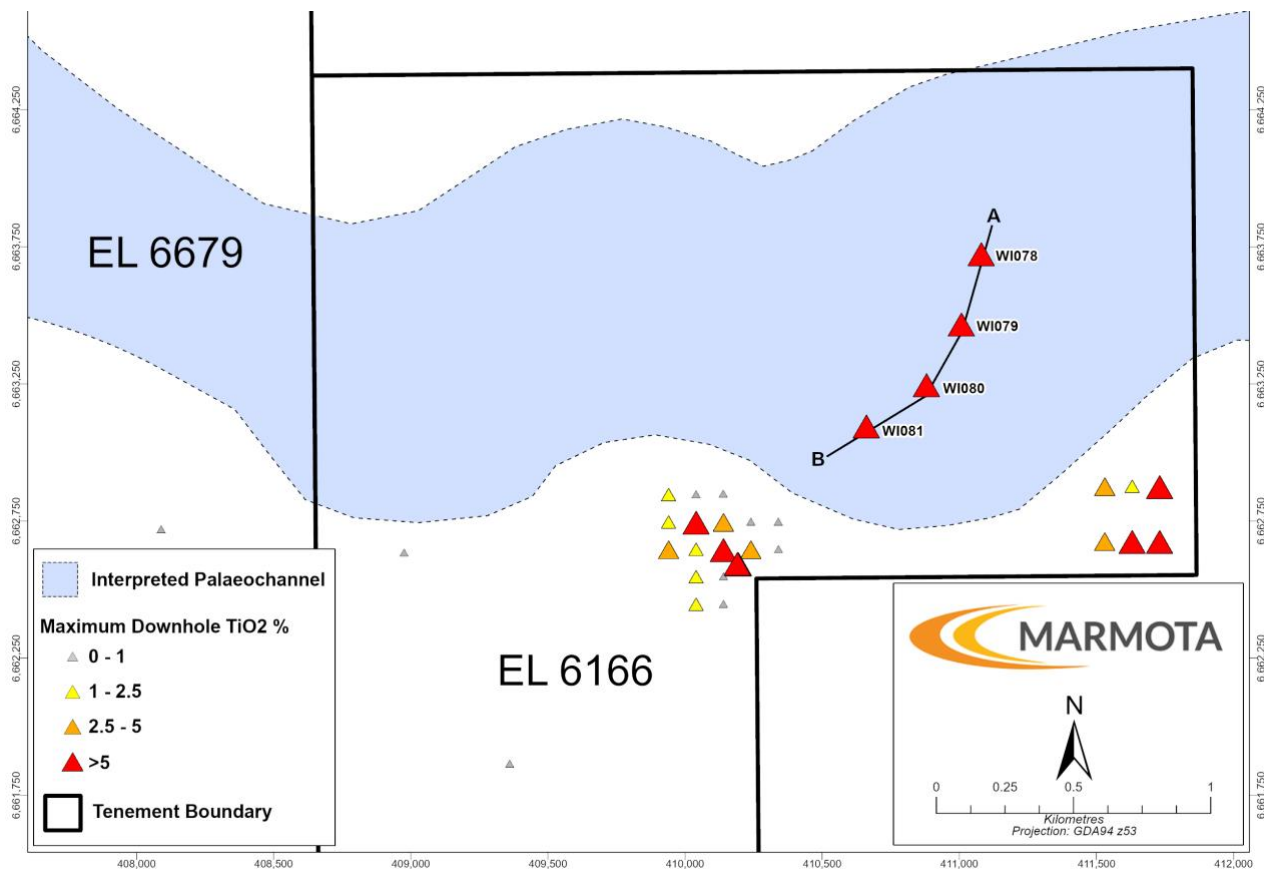 6,664,250
6,664,250
A
6,663,750
EL 6679
WI078
6,663,750
WI079
6,663,250
WI080
6,663,250
WI081
B
6,662,750
6,662,750
Interpreted Palaeochannel
Maximum Downhole TiO2 %
0 - 1
1 - 2.5
2.5 - 5
>5
Tenement Boundary
EL 6166
MARMOTA
N
0 0.25 0.5 1
Kilometres
Projection: GDA94 z53
6,662,250
6,662,250
6,661,750
6,661,750
408,000 408,500 409,000 409,500 410,000 410,500 411,000 411,500 412,000